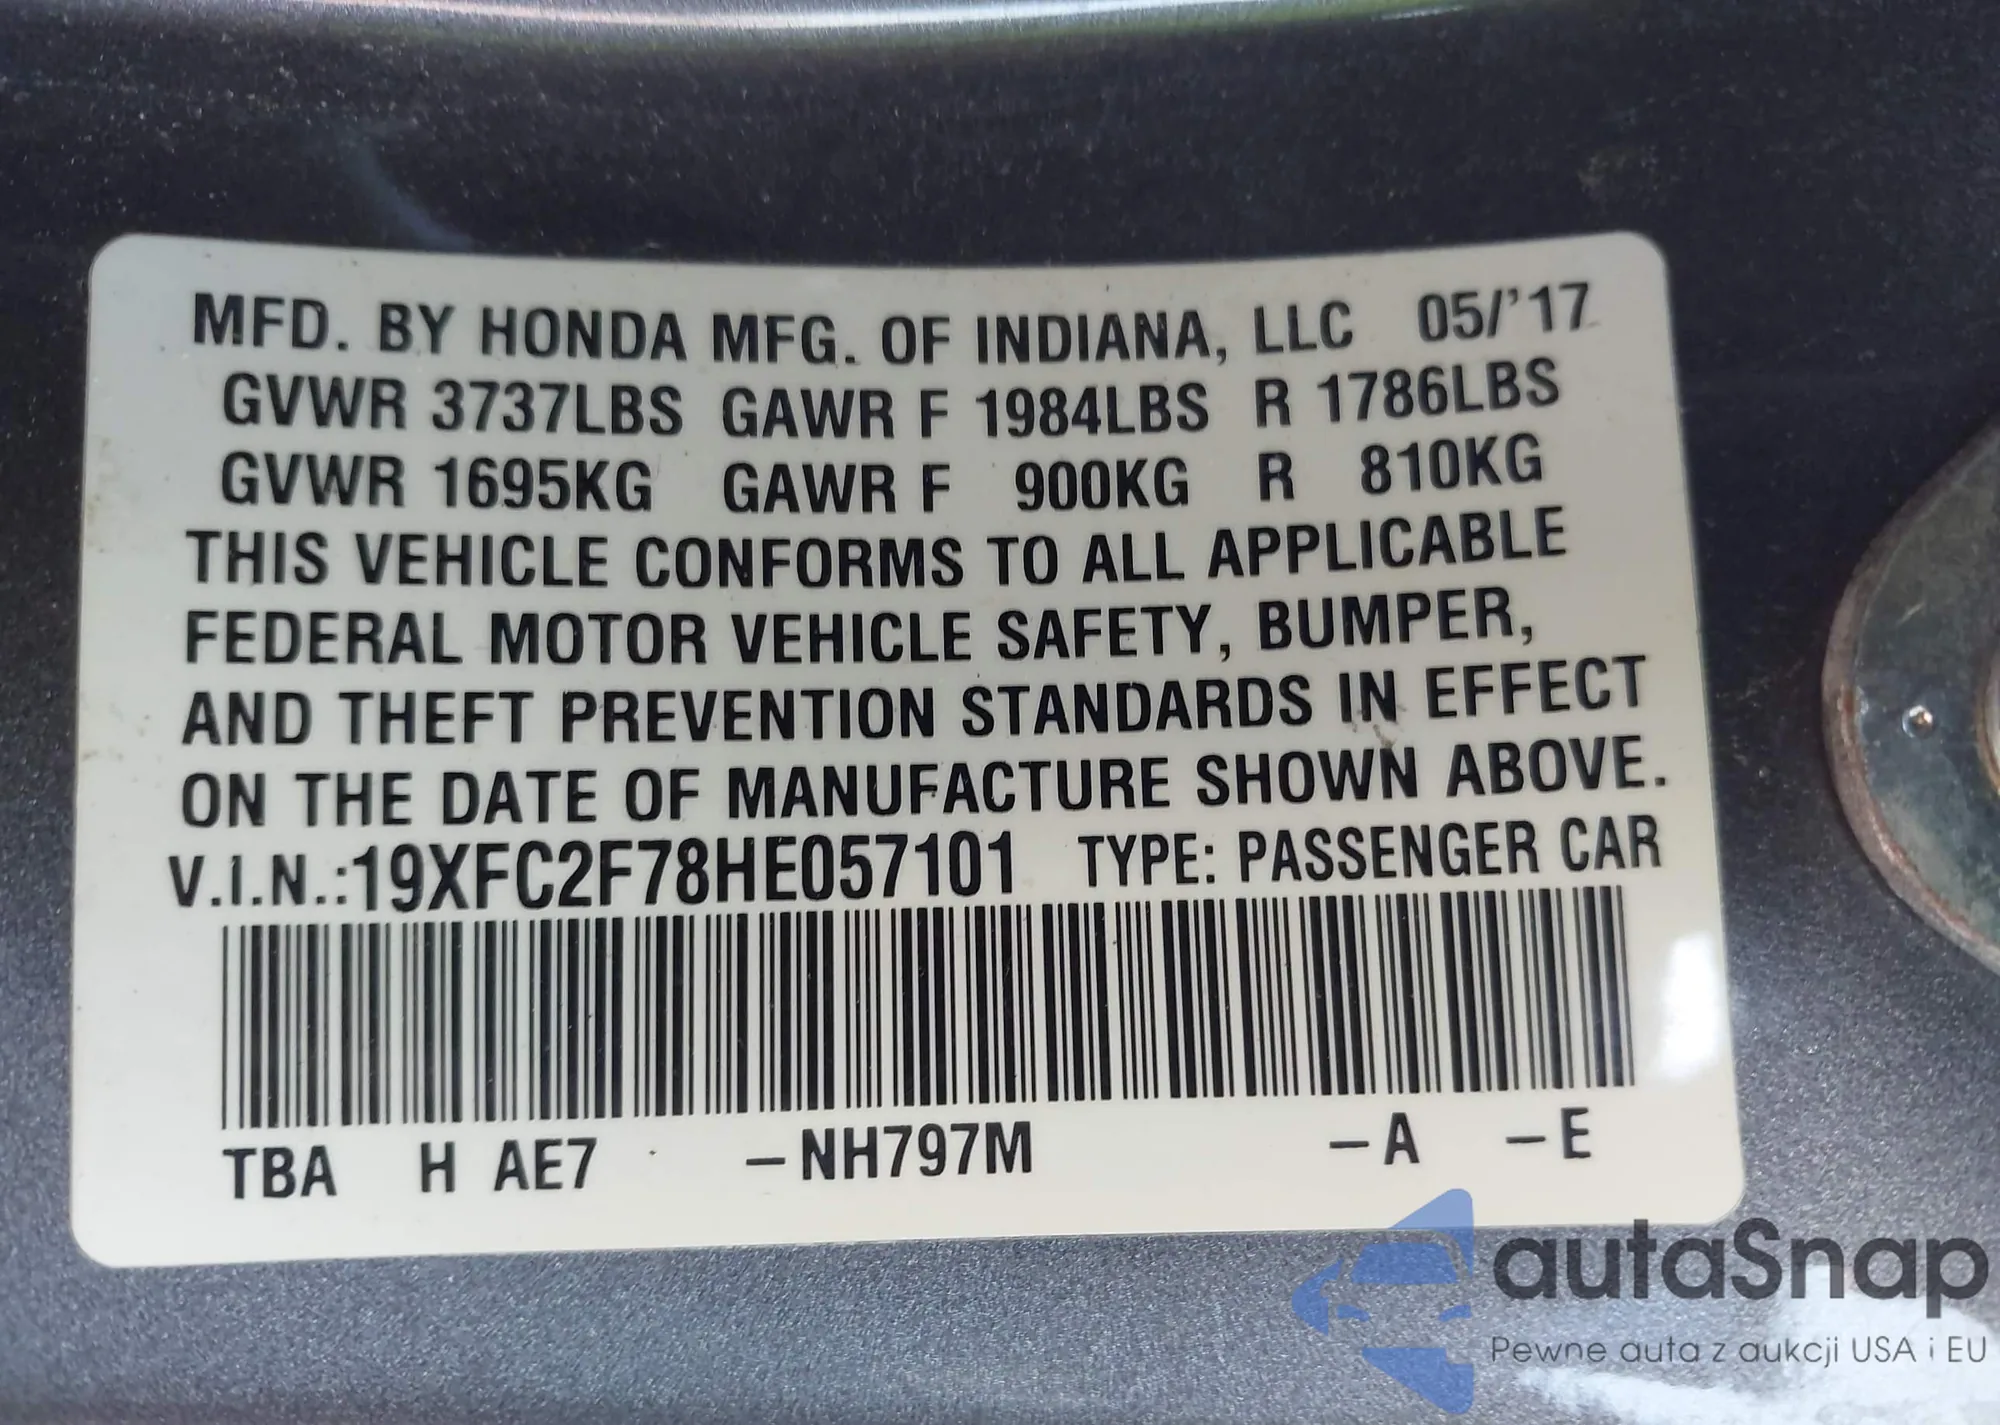 MFD. BY HONDA MFG. OF INDIANA, LLC 05/'17
GVWR 3737LBS GAWR F 1984LBS R 1786LBS
GVWR 1695KG GAWR F 900KG R 810KG
THIS VEHICLE CONFORMS TO ALL APPLICABLE
FEDERAL MOTOR VEHICLE SAFETY, BUMPER,
AND THEFT PREVENTION STANDARDS IN EFFECT
ON THE DATE OF MANUFACTURE SHOWN ABOVE.
V.I.N.:19XFC2F78HE057101 TYPE: PASSENGER CAR
TBA H AE7 –NH797M –A –E
autaSnap
Pewne auta z aukcji USA i EU